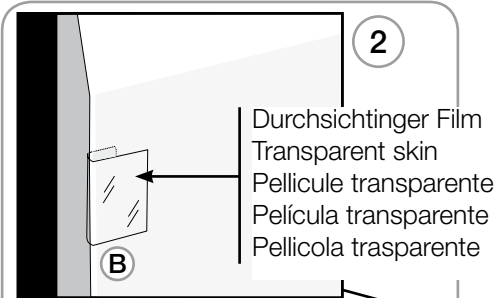 2
Durchsichtinger Film
Transparent skin
Pellicule transparente
Película transparente
Pellicola trasparente
B